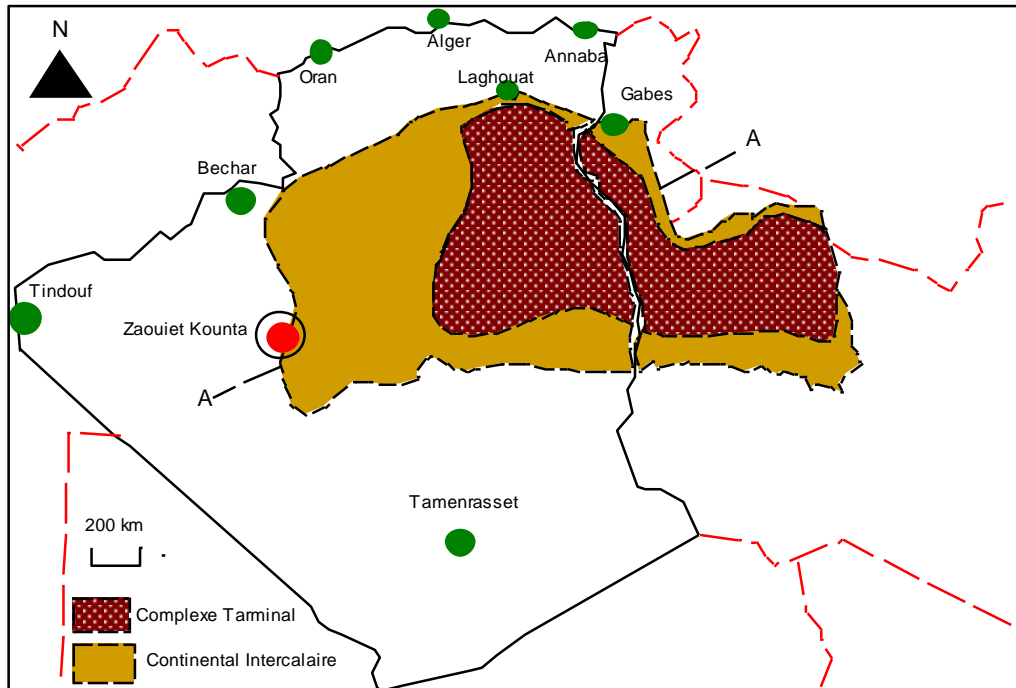 N
Alger
Annaba
Oran
Laghouat
Gabes
A
Bechar
Tindouf
Zaouiet Kounta
A
Tamenrasset
200 km
Complexe Tarminal
Continental Intercalaire